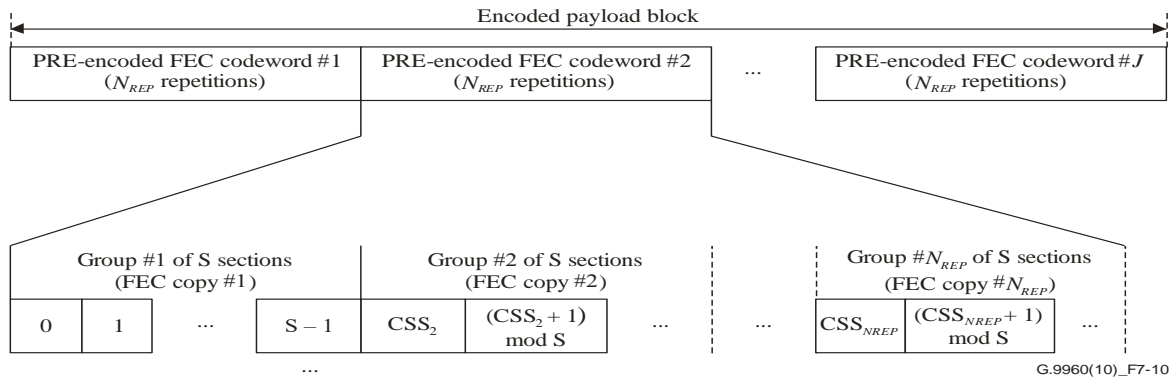 Encoded payload block
PRE-encoded FEC codeword #1
(N_REP repetitions)
PRE-encoded FEC codeword #2
(N_REP repetitions)
...
PRE-encoded FEC codeword #J
(N_REP repetitions)
Group #1 of S sections
(FEC copy #1)
Group #2 of S sections
(FEC copy #2)
Group #N_REP of S sections
(FEC copy #N_REP)
0
1
...
S – 1
CSS_2
(CSS_2 + 1)
mod S
...
...
CSS_NREP
(CSS_NREP + 1)
mod S
...
...
G.9960(10)_F7-10